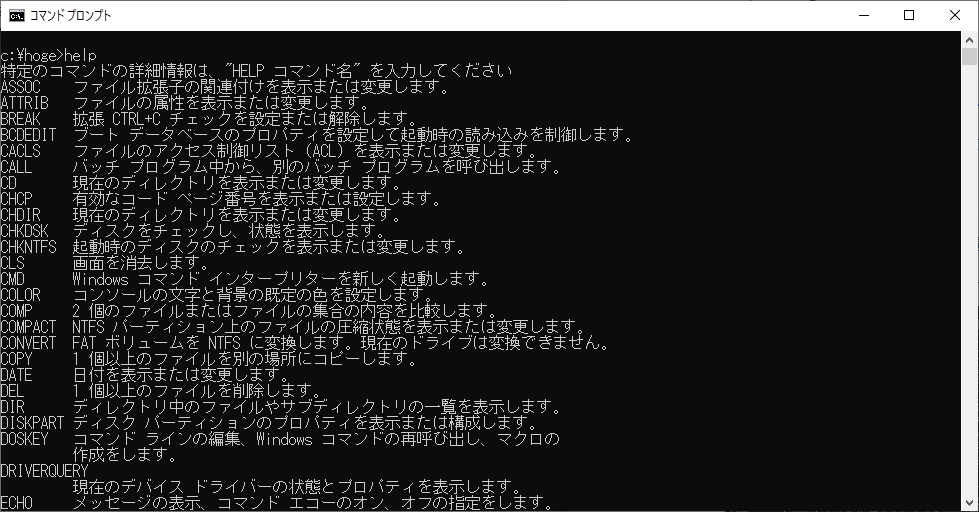 コマンド プロンプト
c:\hoge>help
特定のコマンドの詳細情報は、"HELP コマンド名" を入力してください
ASSOC    ファイル拡張子の関連付けを表示または変更します。
ATTRIB   ファイルの属性を表示または変更します。
BREAK    拡張 CTRL+C チェックを設定または解除します。
BCDEDIT  ブート データベースのプロパティを設定して起動時の読み込みを制御します。
CACLS    ファイルのアクセス制御リスト (ACL) を表示または変更します。
CALL     バッチ プログラム中から、別のバッチ プログラムを呼び出します。
CD       現在のディレクトリを表示または変更します。
CHCP     有効なコード ページ番号を表示または設定します。
CHDIR    現在のディレクトリを表示または変更します。
CHKDSK   ディスクをチェックし、状態を表示します。
CHKNTFS  起動時のディスクのチェックを表示または変更します。
CLS      画面を消去します。
CMD      Windows コマンド インタープリターを新しく起動します。
COLOR    コンソールの文字と背景の既定の色を設定します。
COMP     2 個のファイルまたはファイルの集合の内容を比較します。
COMPACT  NTFS パーティション上のファイルの圧縮状態を表示または変更します。
CONVERT  FAT ボリュームを NTFS に変換します。現在のドライブは変換できません。
COPY     1 個以上のファイルを別の場所にコピーします。
DATE     日付を表示または変更します。
DEL      1 個以上のファイルを削除します。
DIR      ディレクトリ中のファイルやサブディレクトリの一覧を表示します。
DISKPART ディスク パーティションのプロパティを表示または構成します。
DOSKEY   コマンド ラインの編集、Windows コマンドの再呼び出し、マクロの
作成をします。
DRIVERQUERY
現在のデバイス ドライバーの状態とプロパティを表示します。
ECHO     メッセージの表示、コマンド エコーのオン、オフの指定をします。